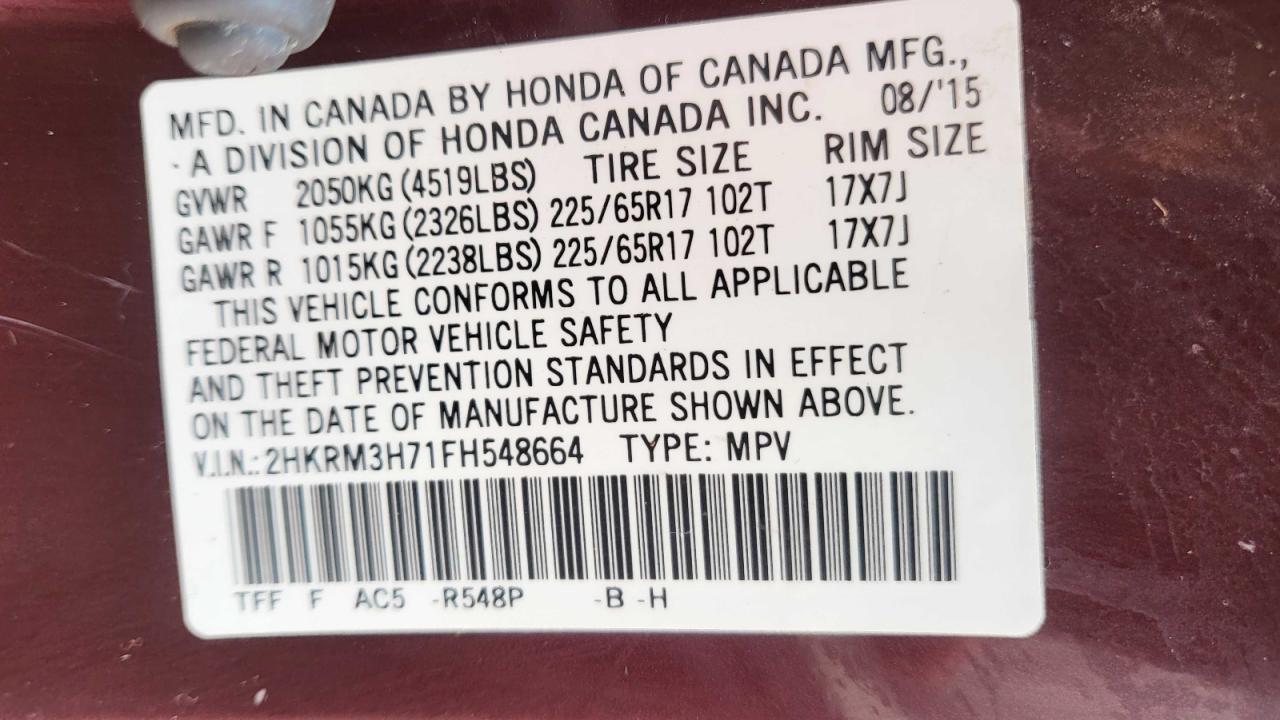 MFD. IN CANADA BY HONDA OF CANADA MFG.,
· A DIVISION OF HONDA CANADA INC. 08/'15
GVWR 2050KG (4519LBS) TIRE SIZE RIM SIZE
GAWR F 1055KG (2326LBS) 225/65R17 102T 17X7J
GAWR R 1015KG (2238LBS) 225/65R17 102T 17X7J
THIS VEHICLE CONFORMS TO ALL APPLICABLE
FEDERAL MOTOR VEHICLE SAFETY
AND THEFT PREVENTION STANDARDS IN EFFECT
ON THE DATE OF MANUFACTURE SHOWN ABOVE.
V.I.N.: 2HKRM3H71FH548664 TYPE: MPV
TFF F AC5 -R548P -B -H